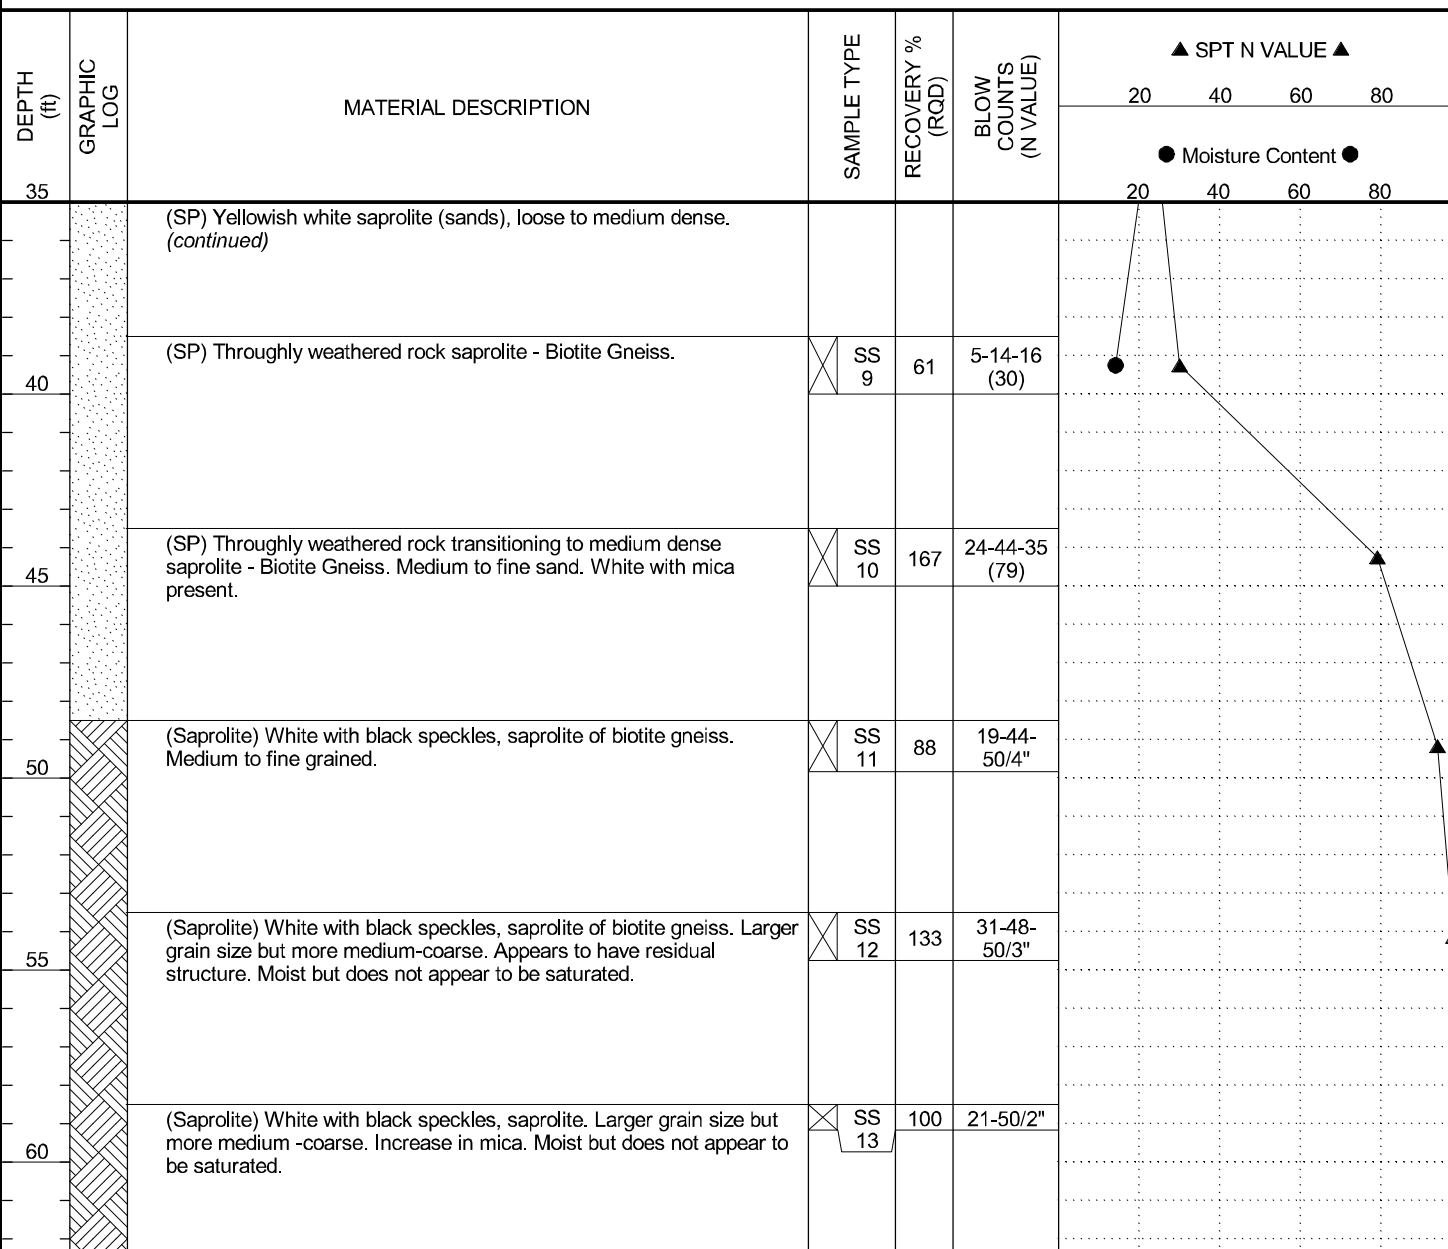 DEPTH
(ft)
GRAPHIC
LOG
MATERIAL DESCRIPTION
SAMPLE TYPE
RECOVERY %
(RQD)
BLOW
COUNTS
(N VALUE)
▲ SPT N VALUE ▲
20 40 60 80
● Moisture Content ●
20 40 60 80
35
(SP) Yellowish white saprolite (sands), loose to medium dense.
(continued)
(SP) Throughly weathered rock saprolite - Biotite Gneiss.
SS
9
61
5-14-16
(30)
40
(SP) Throughly weathered rock transitioning to medium dense
saprolite - Biotite Gneiss. Medium to fine sand. White with mica
present.
SS
10
167
24-44-35
(79)
45
(Saprolite) White with black speckles, saprolite of biotite gneiss.
Medium to fine grained.
SS
11
88
19-44-
50/4"
50
(Saprolite) White with black speckles, saprolite of biotite gneiss. Larger
grain size but more medium-coarse. Appears to have residual
structure. Moist but does not appear to be saturated.
SS
12
133
31-48-
50/3"
55
(Saprolite) White with black speckles, saprolite. Larger grain size but
more medium -coarse. Increase in mica. Moist but does not appear to
be saturated.
SS
13
100
21-50/2"
60